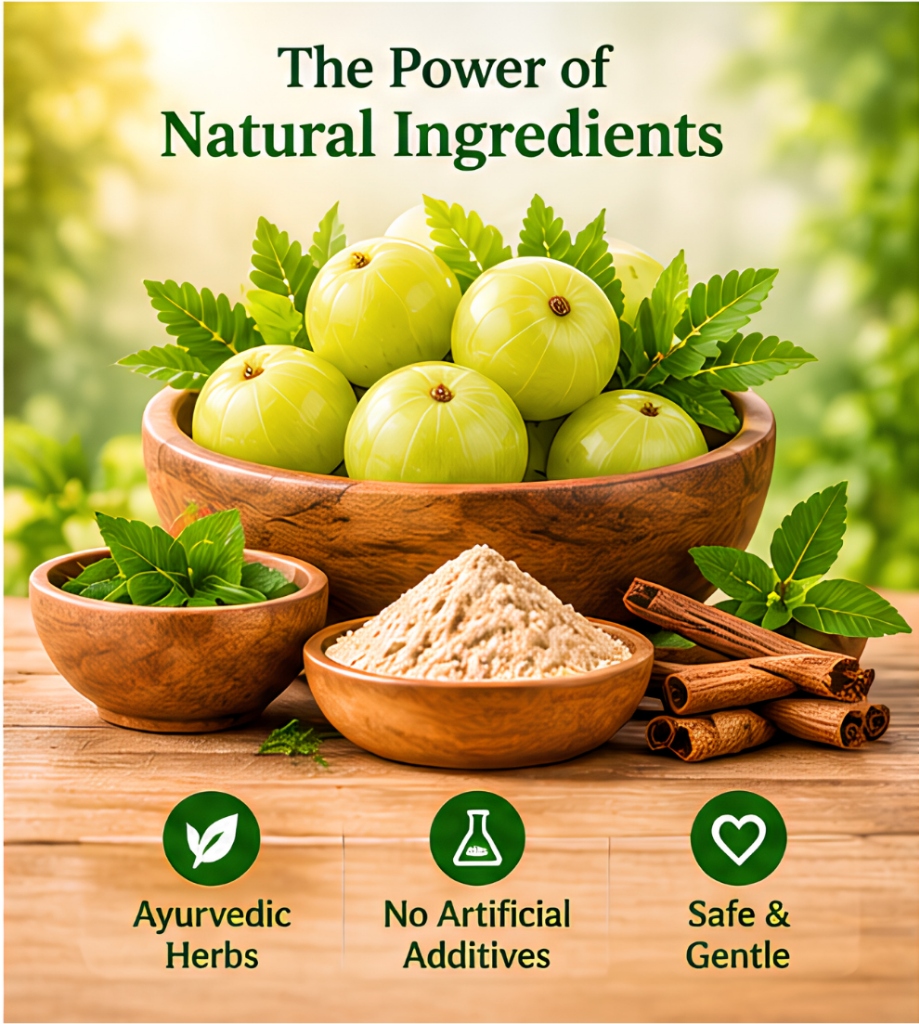 The Power of
Natural Ingredients
Ayurvedic
Herbs
No Artificial
Additives
Safe &
Gentle